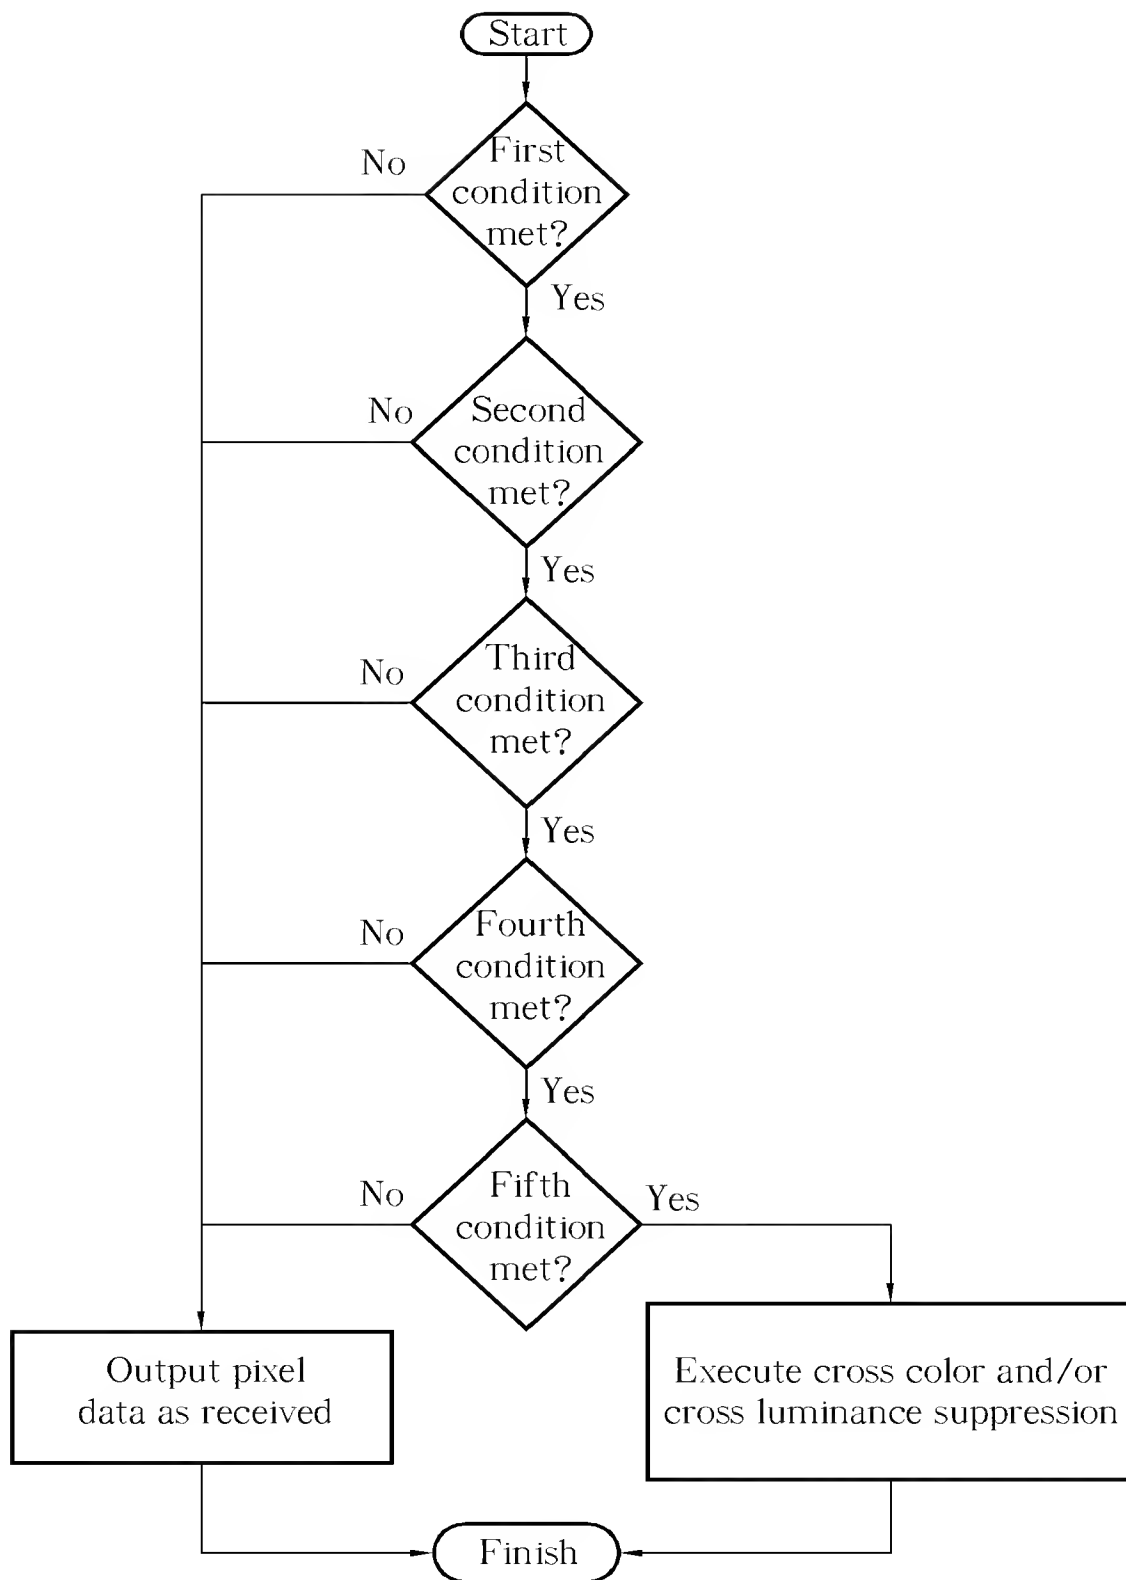 Start
First
condition
met?
No
Yes
Second
condition
met?
No
Yes
Third
condition
met?
No
Yes
Fourth
condition
met?
No
Yes
Fifth
condition
met?
No
Yes
Output pixel
data as received
Execute cross color and/or
cross luminance suppression
Finish